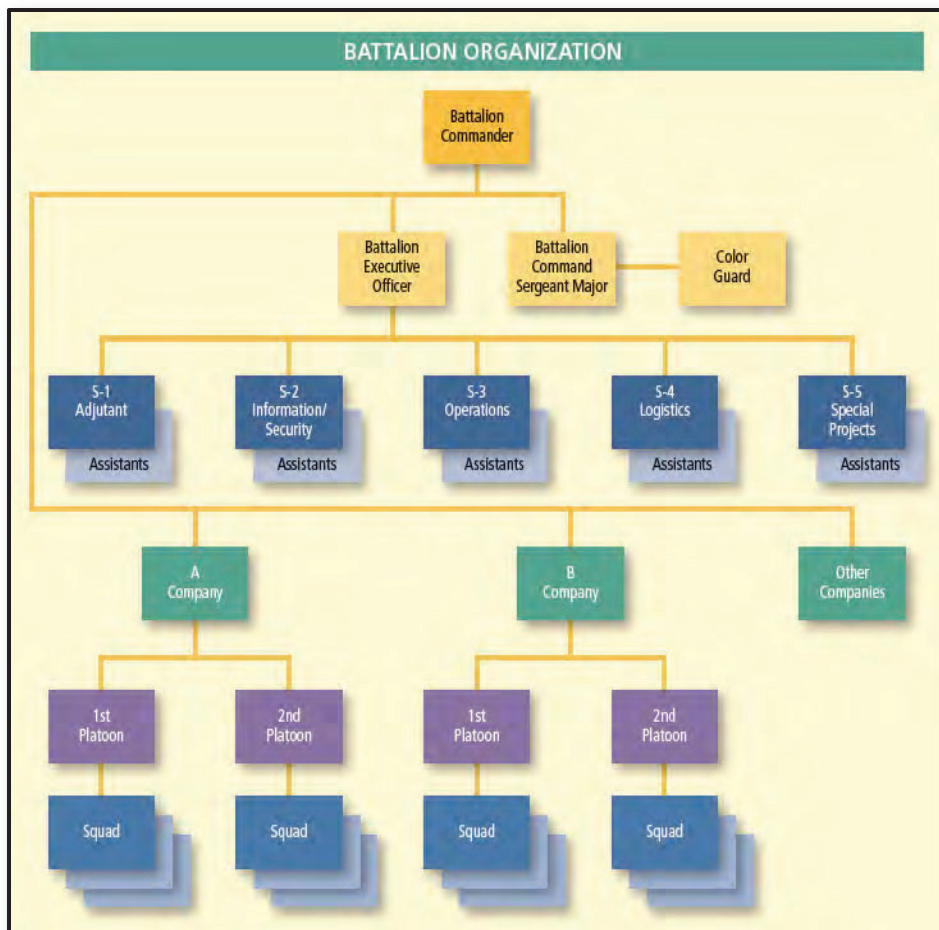 BATTALION ORGANIZATION
Battalion
Commander
Battalion
Executive
Officer
Battalion
Command
Sergeant Major
Color
Guard
S-1
Adjutant
Assistants
S-2
Information/
Security
Assistants
S-3
Operations
Assistants
S-4
Logistics
Assistants
S-5
Special
Projects
Assistants
A
Company
B
Company
Other
Companies
1st
Platoon
2nd
Platoon
1st
Platoon
2nd
Platoon
Squad
Squad
Squad
Squad